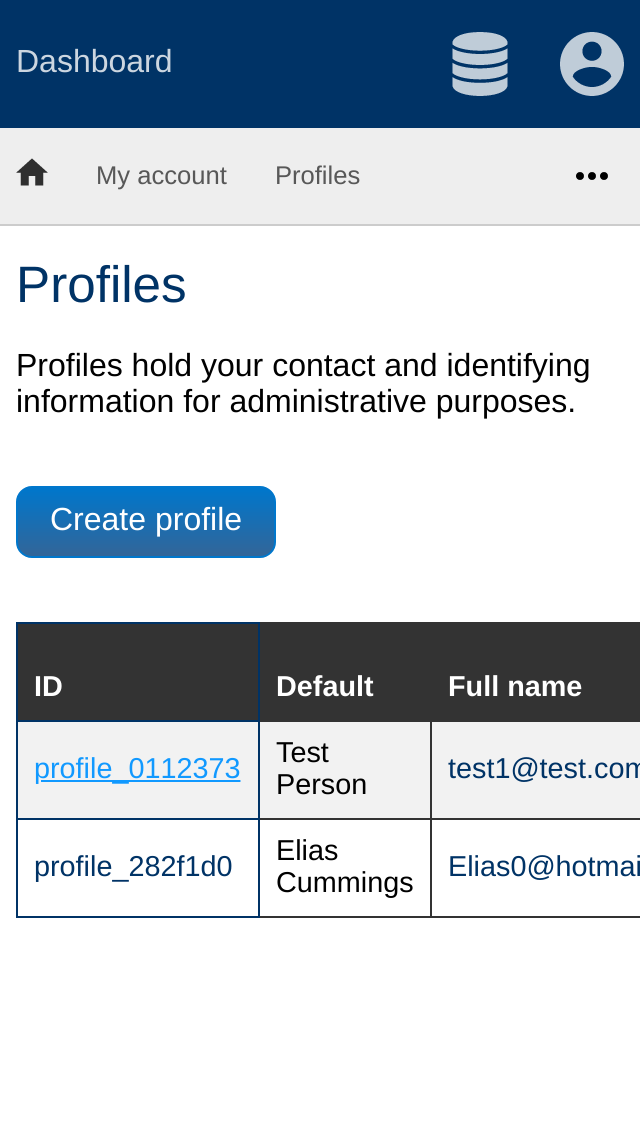 Dashboard
My account Profiles
Profiles
Profiles hold your contact and identifying
information for administrative purposes.
Create profile
ID Default Full name
profile_0112373 Test Person test1@test.com
profile_282f1d0 Elias Cummings Elias0@hotmai